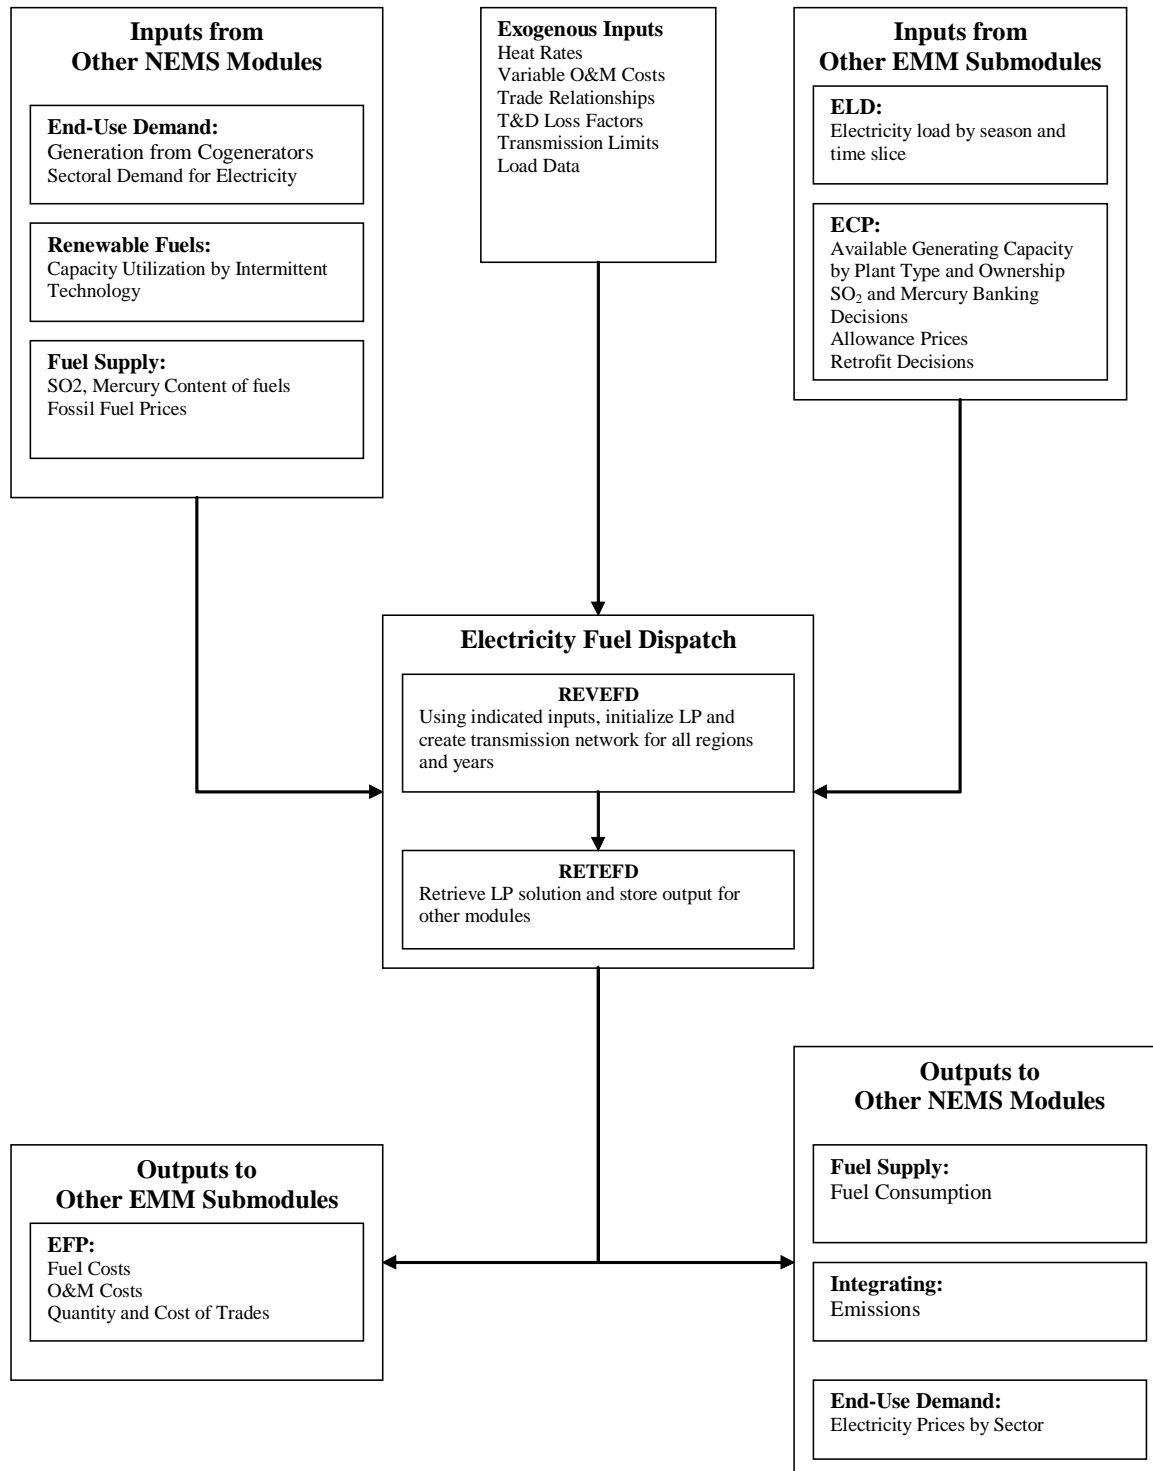 Inputs from
Other NEMS Modules
End-Use Demand:
Generation from Cogenerators
Sectoral Demand for Electricity
Renewable Fuels:
Capacity Utilization by Intermittent
Technology
Fuel Supply:
SO2, Mercury Content of fuels
Fossil Fuel Prices
Exogenous Inputs
Heat Rates
Variable O&M Costs
Trade Relationships
T&D Loss Factors
Transmission Limits
Load Data
Inputs from
Other EMM Submodules
ELD:
Electricity load by season and
time slice
ECP:
Available Generating Capacity
by Plant Type and Ownership
SO₂ and Mercury Banking
Decisions
Allowance Prices
Retrofit Decisions
Electricity Fuel Dispatch
REVEFD
Using indicated inputs, initialize LP and
create transmission network for all regions
and years
RETEFD
Retrieve LP solution and store output for
other modules
Outputs to
Other EMM Submodules
EFP:
Fuel Costs
O&M Costs
Quantity and Cost of Trades
Outputs to
Other NEMS Modules
Fuel Supply:
Fuel Consumption
Integrating:
Emissions
End-Use Demand:
Electricity Prices by Sector